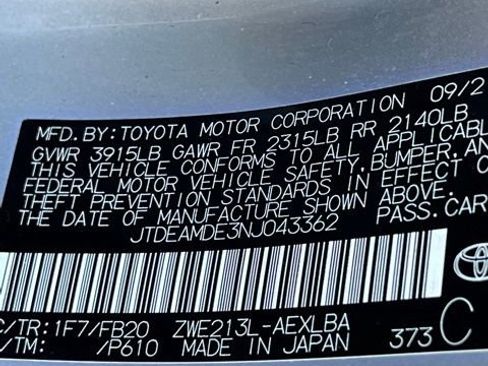 MFD.BY:TOYOTA MOTOR CORPORATION 09/2
GVWR 3915LB GAWR FR 2315LB RR 2140LB
THIS VEHICLE CONFORMS TO ALL APPLICABLE
FEDERAL MOTOR VEHICLE SAFETY,BUMPER,AND
THEFT PREVENTION STANDARDS IN EFFECT O
THE DATE OF MANUFACTURE SHOWN ABOVE.
JTDEAMDE3NJ043362 PASS.CAR
C/TR:1F7/FB20 ZWE213L-AEXLBA
/TM: /P610 MADE IN JAPAN 373 C